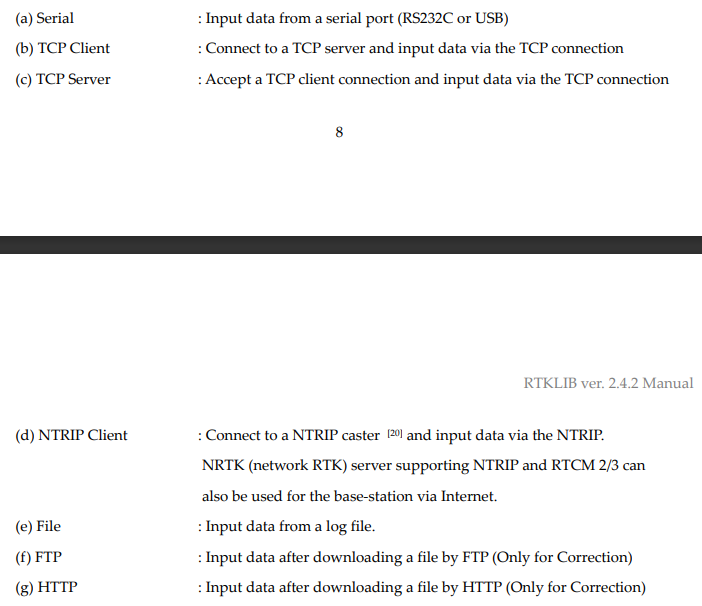 (a) Serial : Input data from a serial port (RS232C or USB)
(b) TCP Client : Connect to a TCP server and input data via the TCP connection
(c) TCP Server : Accept a TCP client connection and input data via the TCP connection
8
RTKLIB ver. 2.4.2 Manual
(d) NTRIP Client : Connect to a NTRIP caster [20] and input data via the NTRIP.
NRTK (network RTK) server supporting NTRIP and RTCM 2/3 can
also be used for the base-station via Internet.
(e) File : Input data from a log file.
(f) FTP : Input data after downloading a file by FTP (Only for Correction)
(g) HTTP : Input data after downloading a file by HTTP (Only for Correction)